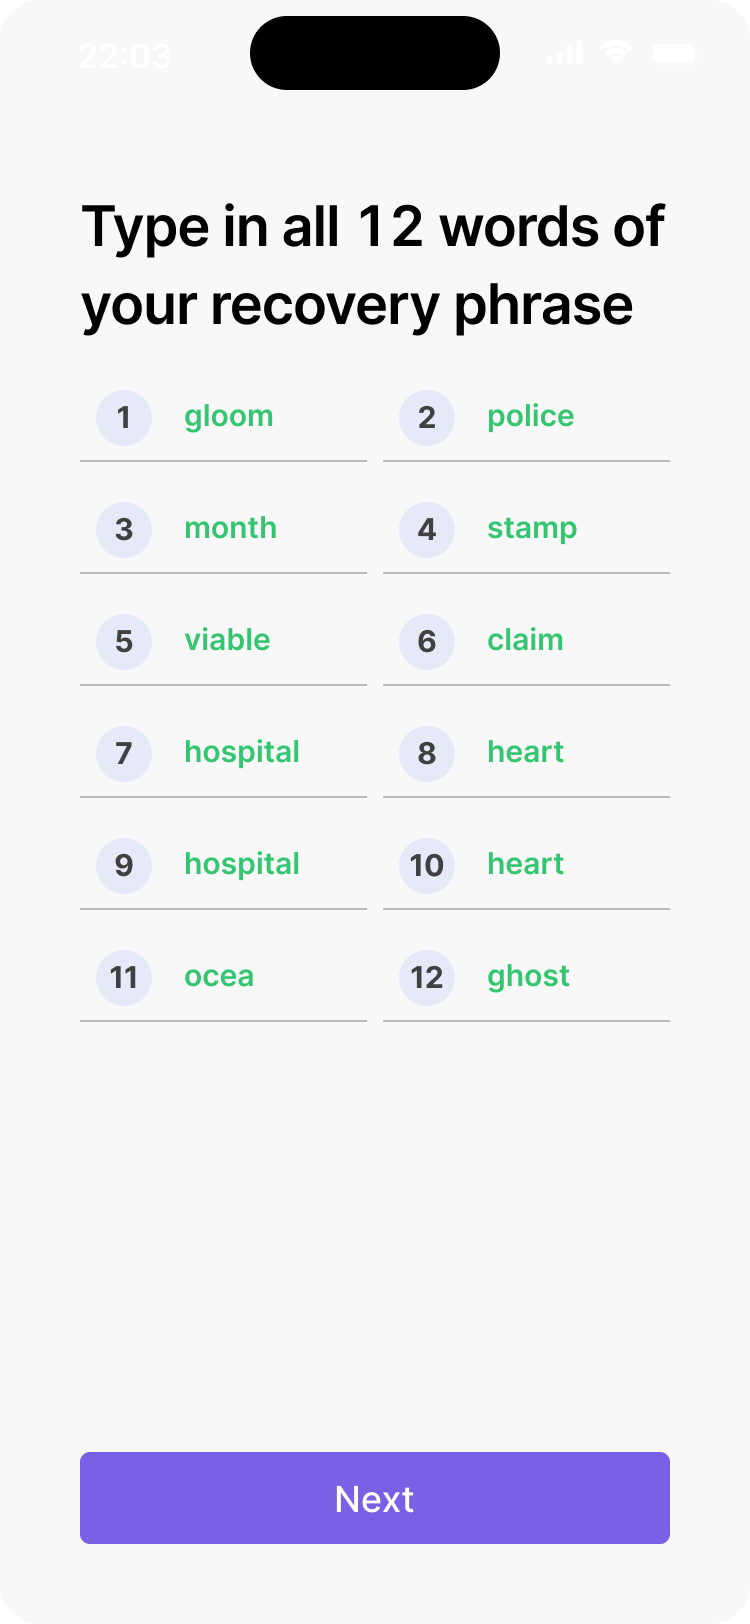 22:03
Type in all 12 words of
your recovery phrase
1 gloom 2 police
3 month 4 stamp
5 viable 6 claim
7 hospital 8 heart
9 hospital 10 heart
11 ocea 12 ghost
Next